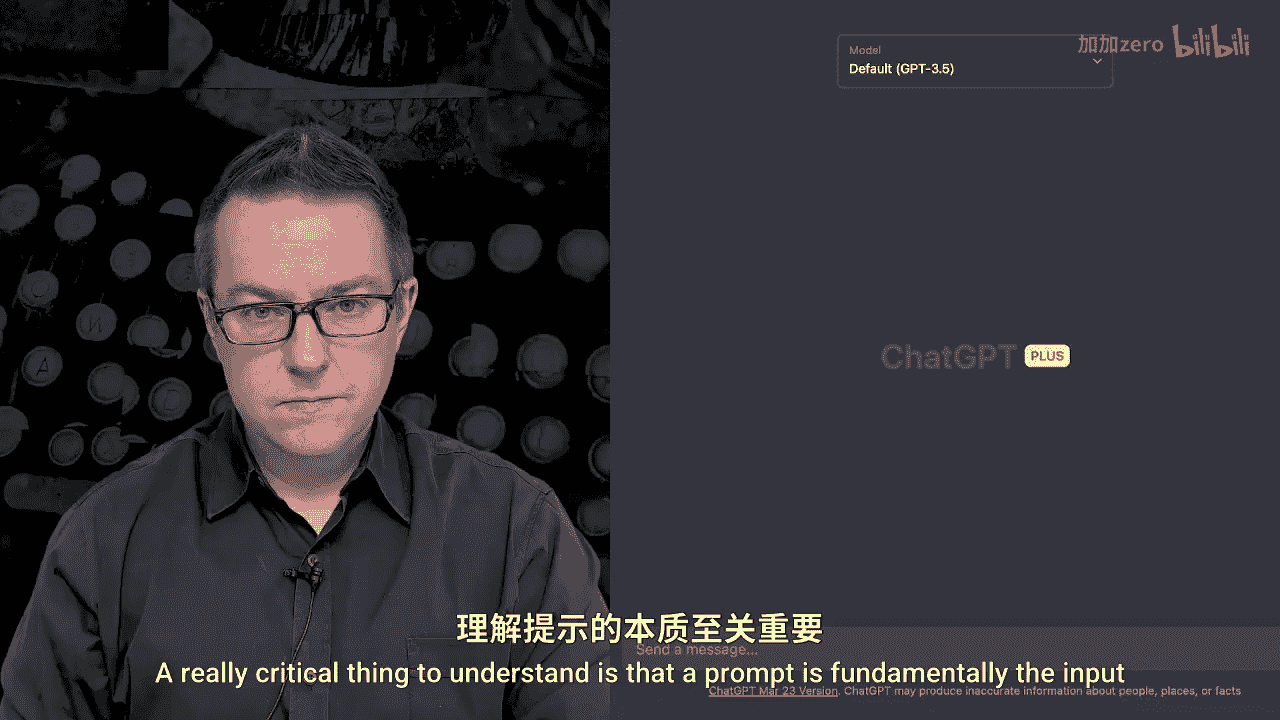 加加zero bilibili
Model
Default (GPT-3.5)
ChatGPT PLUS
理解提示的本质至关重要
Send a message...
A really critical thing to understand is that a prompt is fundamentally the input
ChatGPT Mar 23 Version. ChatGPT may produce inaccurate information about people, places, or facts
И
A
D
L